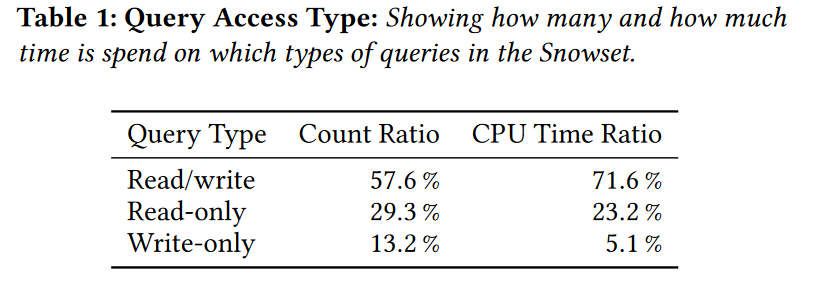 Table 1: Query Access Type: Showing how many and how much
time is spend on which types of queries in the Snowset.
Query Type Count Ratio CPU Time Ratio
Read/write 57.6 % 71.6 %
Read-only 29.3 % 23.2 %
Write-only 13.2 % 5.1 %